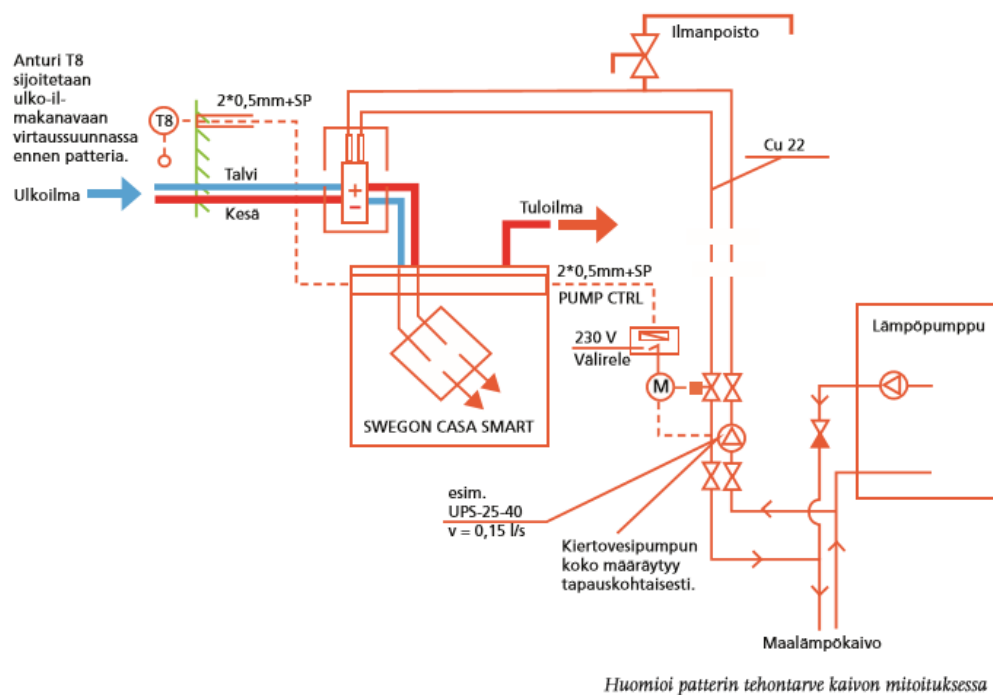 Ilmanpoisto
Anturi T8
sijoitetaan
ulko-il-
makanavaan
virtaussuunnassa
ennen patteria.
2*0,5mm+SP
T8
Cu 22
Talvi
Ulkoilma
Kesä
+
−
Tuloilma
2*0,5mm+SP
PUMP CTRL
230 V
Välirele
M
Lämpöpumppu
SWEGON CASA SMART
esim.
UPS-25-40
v = 0,15 l/s
Kiertovesipumpun
koko määräytyy
tapauskohtaisesti.
Maalämpökaivo
Huomioi patterin tehontarve kaivon mitoituksessa